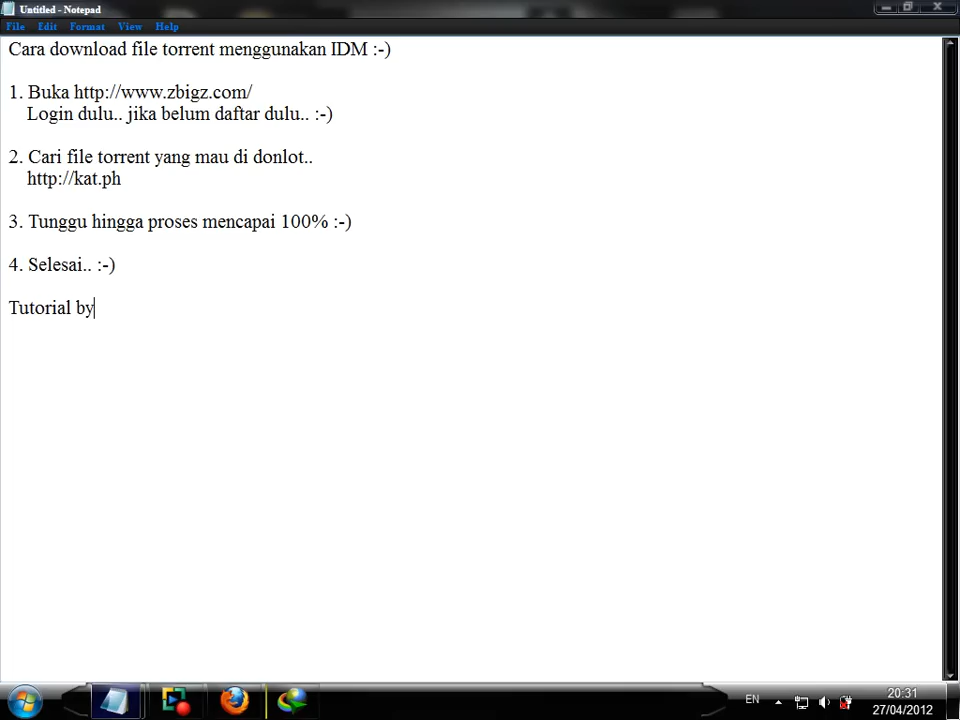 Untitled - Notepad
File Edit Format View Help
Cara download file torrent menggunakan IDM :-)
1. Buka http://www.zbigz.com/
Login dulu.. jika belum daftar dulu.. :-)
2. Cari file torrent yang mau di donlot..
http://kat.ph
3. Tunggu hingga proses mencapai 100% :-)
4. Selesai.. :-)
Tutorial by
EN
20:31
27/04/2012